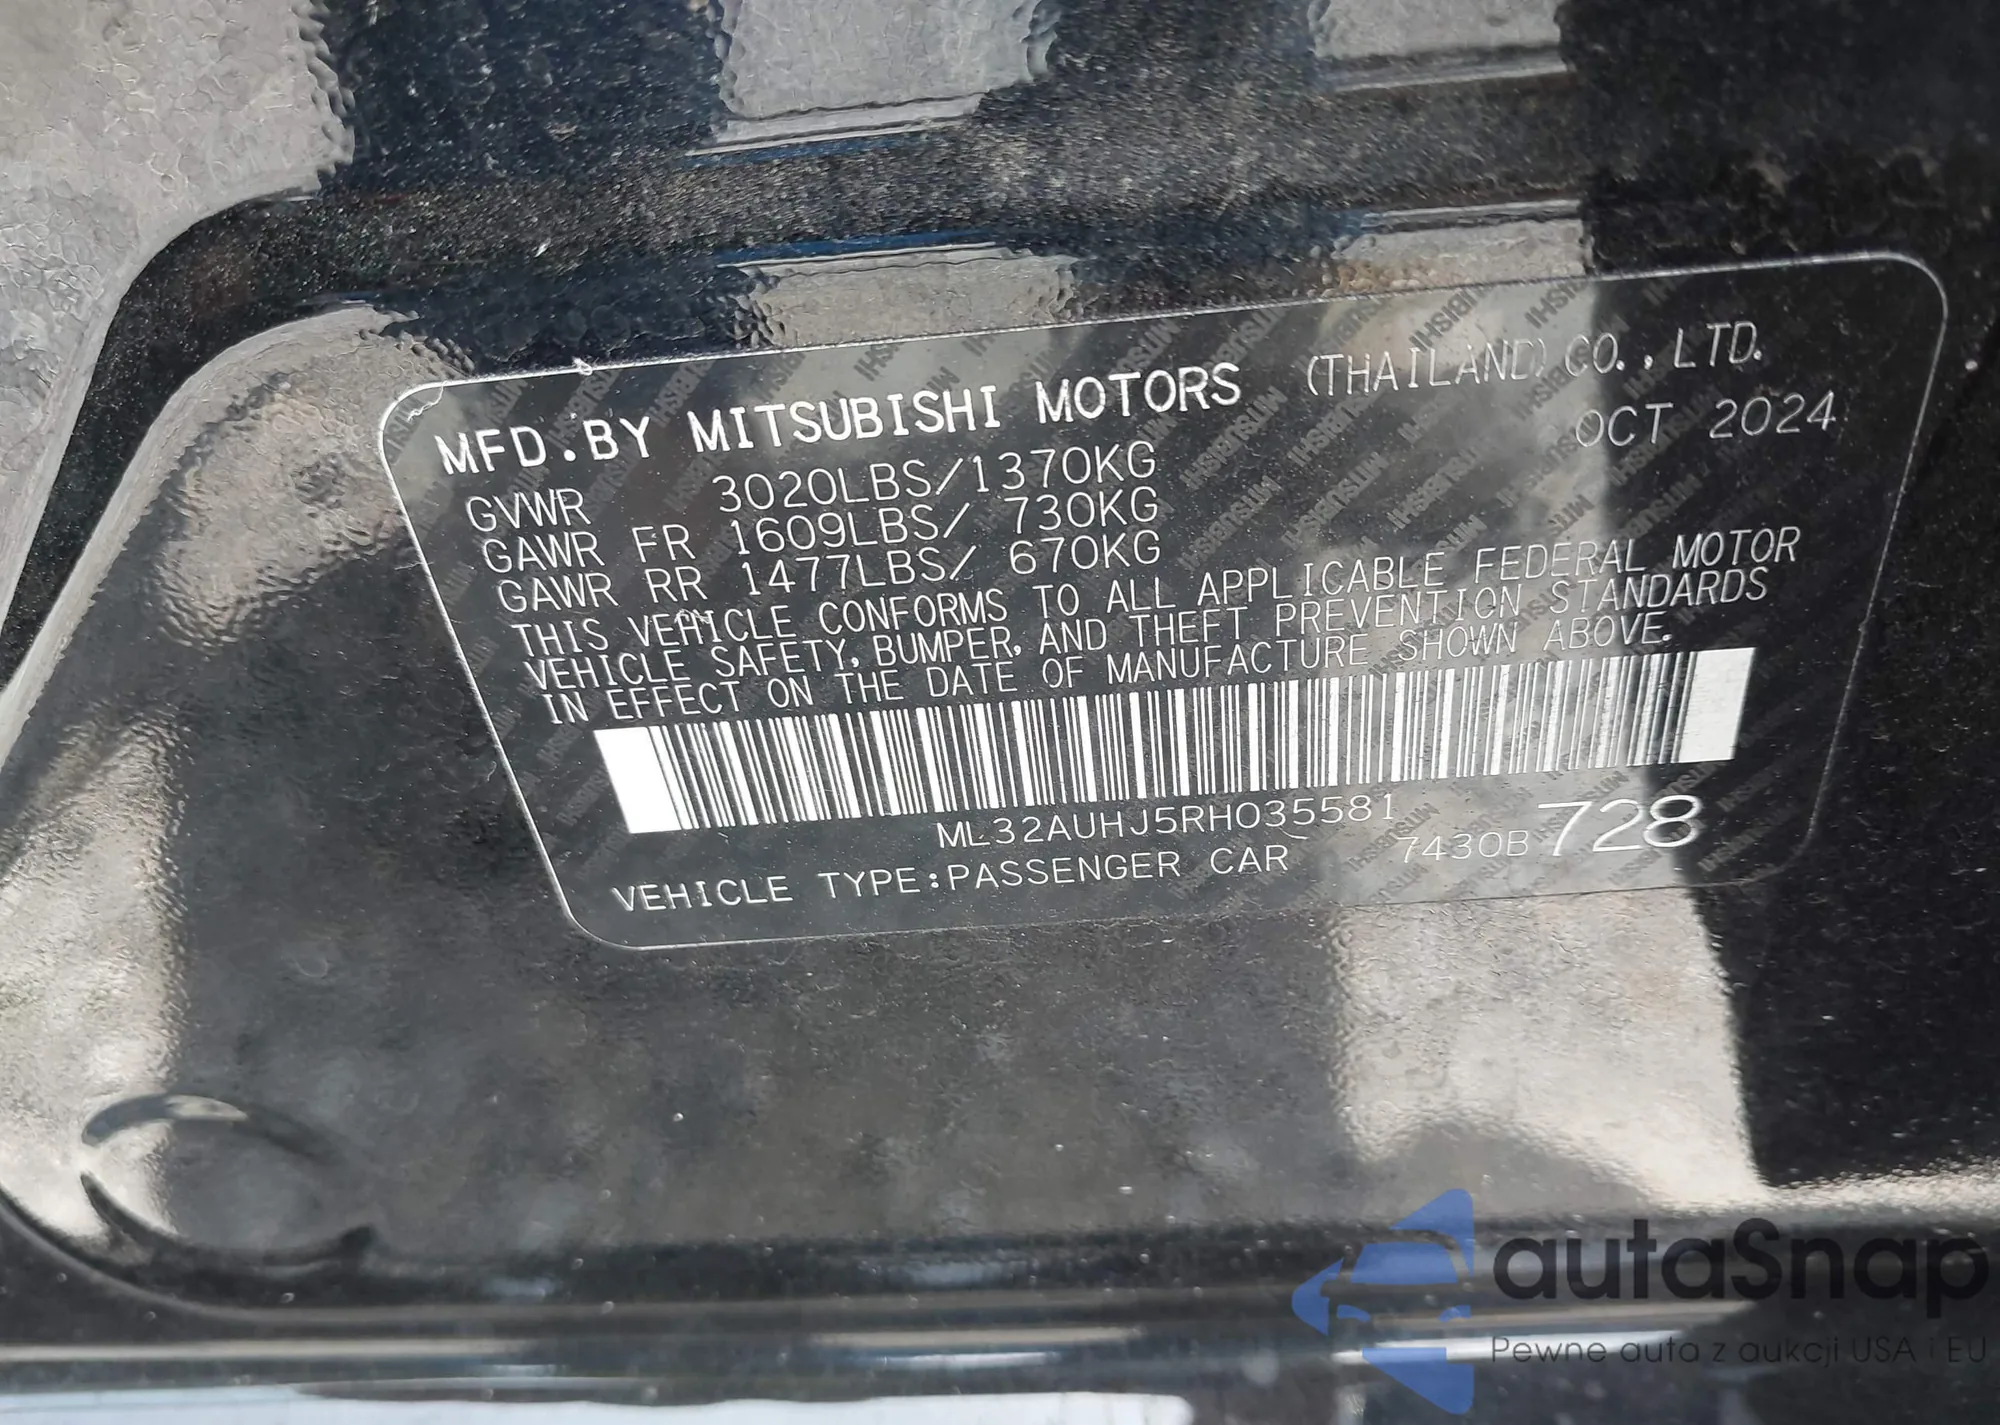 MFD.BY MITSUBISHI MOTORS (THAILAND) CO.,LTD.
OCT 2024
GVWR 3020LBS/1370KG
GAWR FR 1609LBS/ 730KG
GAWR RR 1477LBS/ 670KG
THIS VEHICLE CONFORMS TO ALL APPLICABLE FEDERAL MOTOR
VEHICLE SAFETY, BUMPER, AND THEFT PREVENTION STANDARDS
IN EFFECT ON THE DATE OF MANUFACTURE SHOWN ABOVE.
ML32AUHJ5RH035581
VEHICLE TYPE:PASSENGER CAR 7430B 728
autaSnap
Pewne auta z aukcji USA i EU